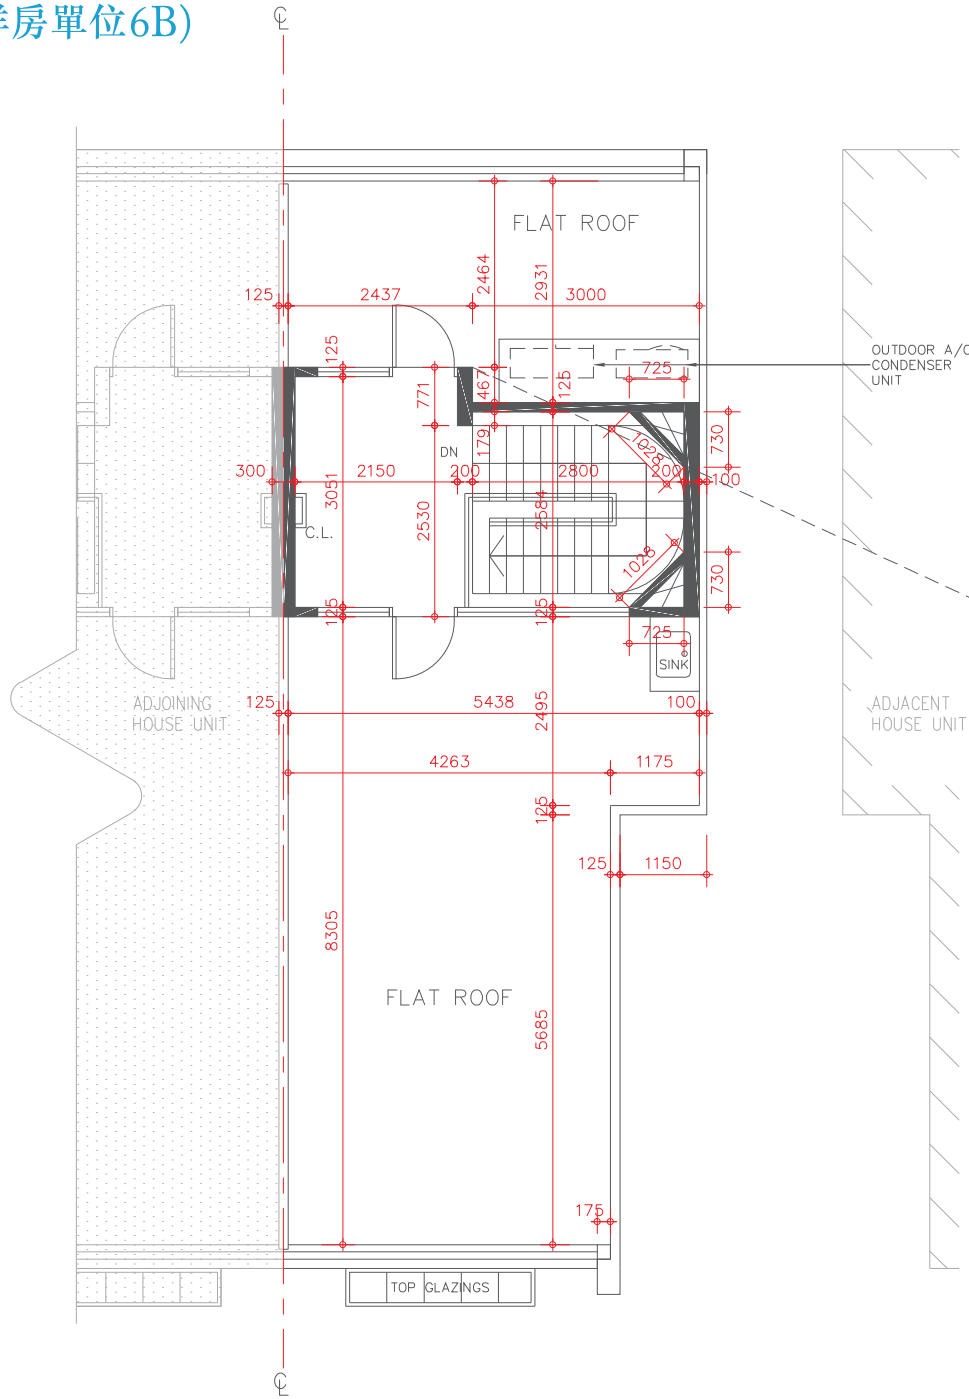 房單位6B)
℄
FLAT ROOF
2464
2931
125
2437
3000
125
OUTDOOR A/C
CONDENSER
UNIT
725
467
125
771
730
1028
179
DN
300
2150
200
2800
200
100
3051
2530
2584
C.L.
1028
730
125
125
725
SINK
ADJOINING
HOUSE UNIT
125
5438
2495
100
ADJACENT
HOUSE UNIT
4263
1175
125
125
1150
8305
FLAT ROOF
5685
175
TOP GLAZINGS
℄